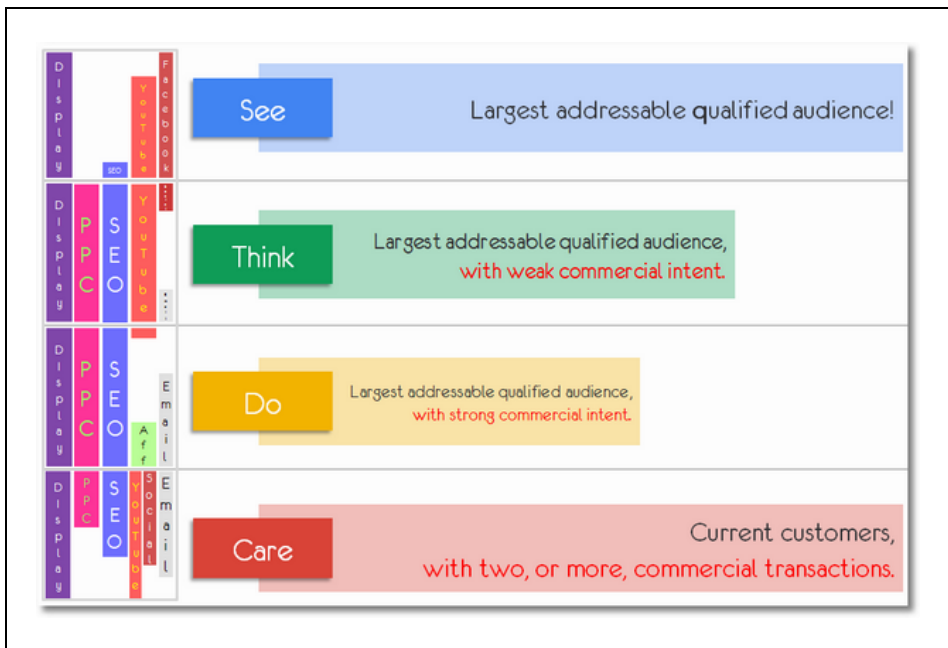 Display
SEO
YouTube
Facebook
See
Largest addressable qualified audience!
Display
PPC
SEO
YouTube
Think
Largest addressable qualified audience,
with weak commercial intent.
Display
PPC
SEO
Aff
Email
Do
Largest addressable qualified audience,
with strong commercial intent.
Display
PPC
SEO
YouTube
Social
Email
Care
Current customers,
with two, or more, commercial transactions.